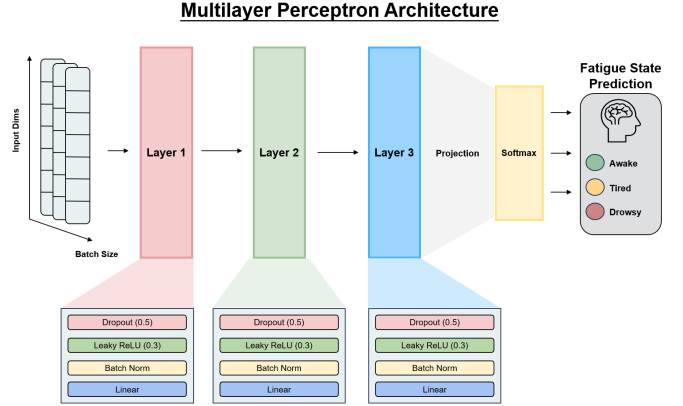 Multilayer Perceptron Architecture
Input Dims
Batch Size
Layer 1
Layer 2
Layer 3
Projection
Softmax
Fatigue State
Prediction
Awake
Tired
Drowsy
Dropout (0.5)
Leaky ReLU (0.3)
Batch Norm
Linear
Dropout (0.5)
Leaky ReLU (0.3)
Batch Norm
Linear
Dropout (0.5)
Leaky ReLU (0.3)
Batch Norm
Linear